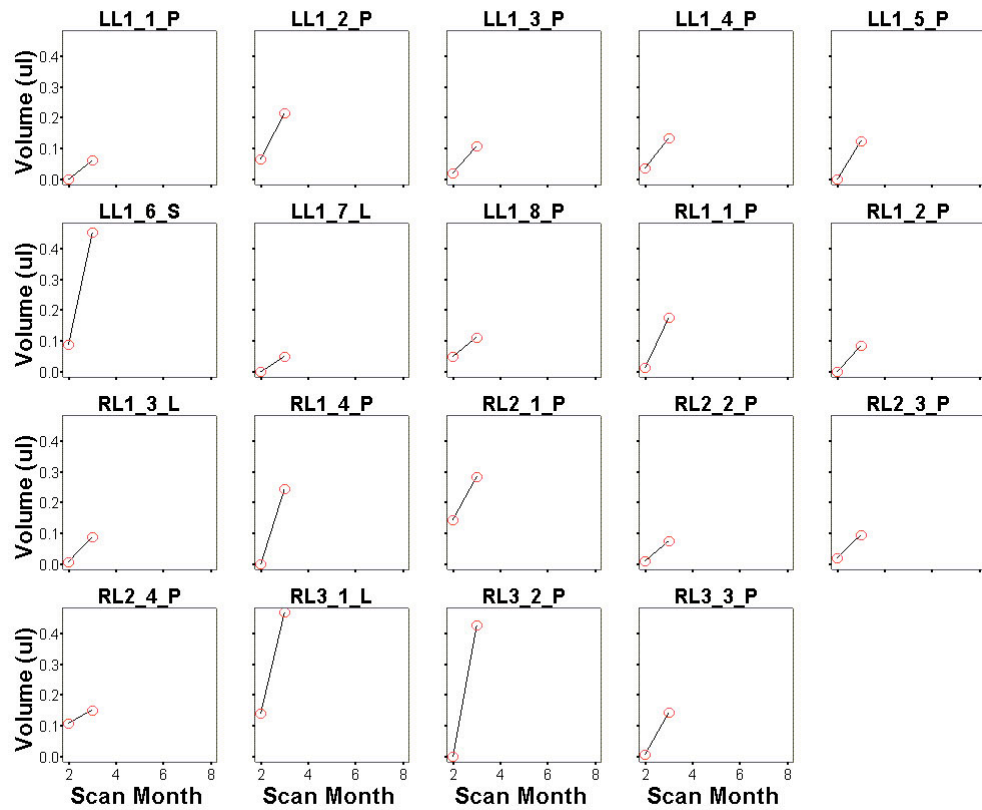 LL1_1_P LL1_2_P LL1_3_P LL1_4_P LL1_5_P
Volume (ul)
0.4
0.3
0.2
0.1
0.0
2 4 6 8
LL1_6_S LL1_7_L LL1_8_P RL1_1_P RL1_2_P
Volume (ul)
0.4
0.3
0.2
0.1
0.0
RL1_3_L RL1_4_P RL2_1_P RL2_2_P RL2_3_P
Volume (ul)
0.4
0.3
0.2
0.1
0.0
RL2_4_P RL3_1_L RL3_2_P RL3_3_P
Volume (ul)
0.4
0.3
0.2
0.1
0.0
2 4 6 8 2 4 6 8 2 4 6 8 2 4 6 8
Scan Month Scan Month Scan Month Scan Month